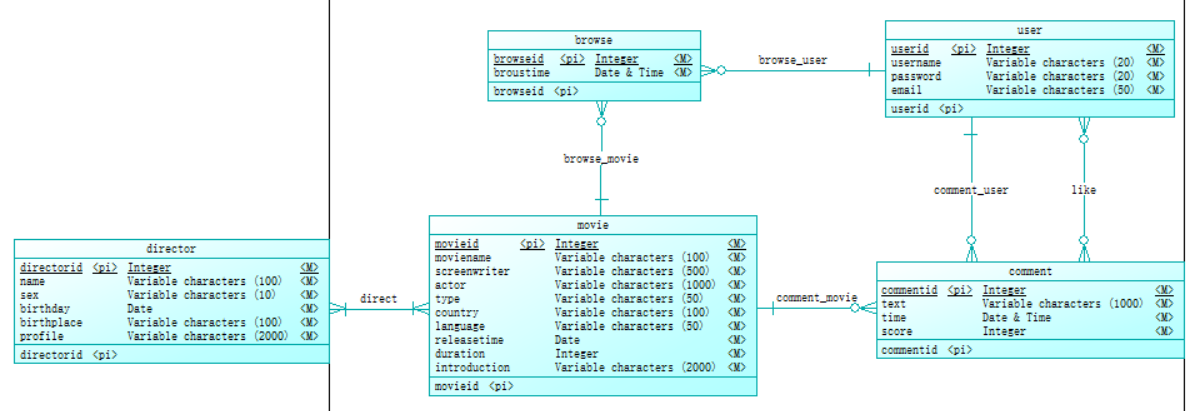 browse
browseid <pi> Integer <M>
broustime Date & Time <M>
browseid <pi>
browse_user
user
userid <pi> Integer <M>
username Variable characters (20) <M>
password Variable characters (20) <M>
email Variable characters (50) <M>
userid <pi>
browse_movie
comment_user
like
director
directorid <pi> Integer <M>
name Variable characters (100) <M>
sex Variable characters (10) <M>
birthday Date <M>
birthplace Variable characters (100) <M>
profile Variable characters (2000) <M>
directorid <pi>
direct
movie
movieid <pi> Integer <M>
moviename Variable characters (100) <M>
screenwriter Variable characters (500) <M>
actor Variable characters (1000) <M>
type Variable characters (50) <M>
country Variable characters (100) <M>
language Variable characters (50) <M>
releasetime Date <M>
duration Integer <M>
introduction Variable characters (2000) <M>
movieid <pi>
comment_movie
comment
commentid <pi> Integer <M>
text Variable characters (1000) <M>
time Date & Time <M>
score Integer <M>
commentid <pi>